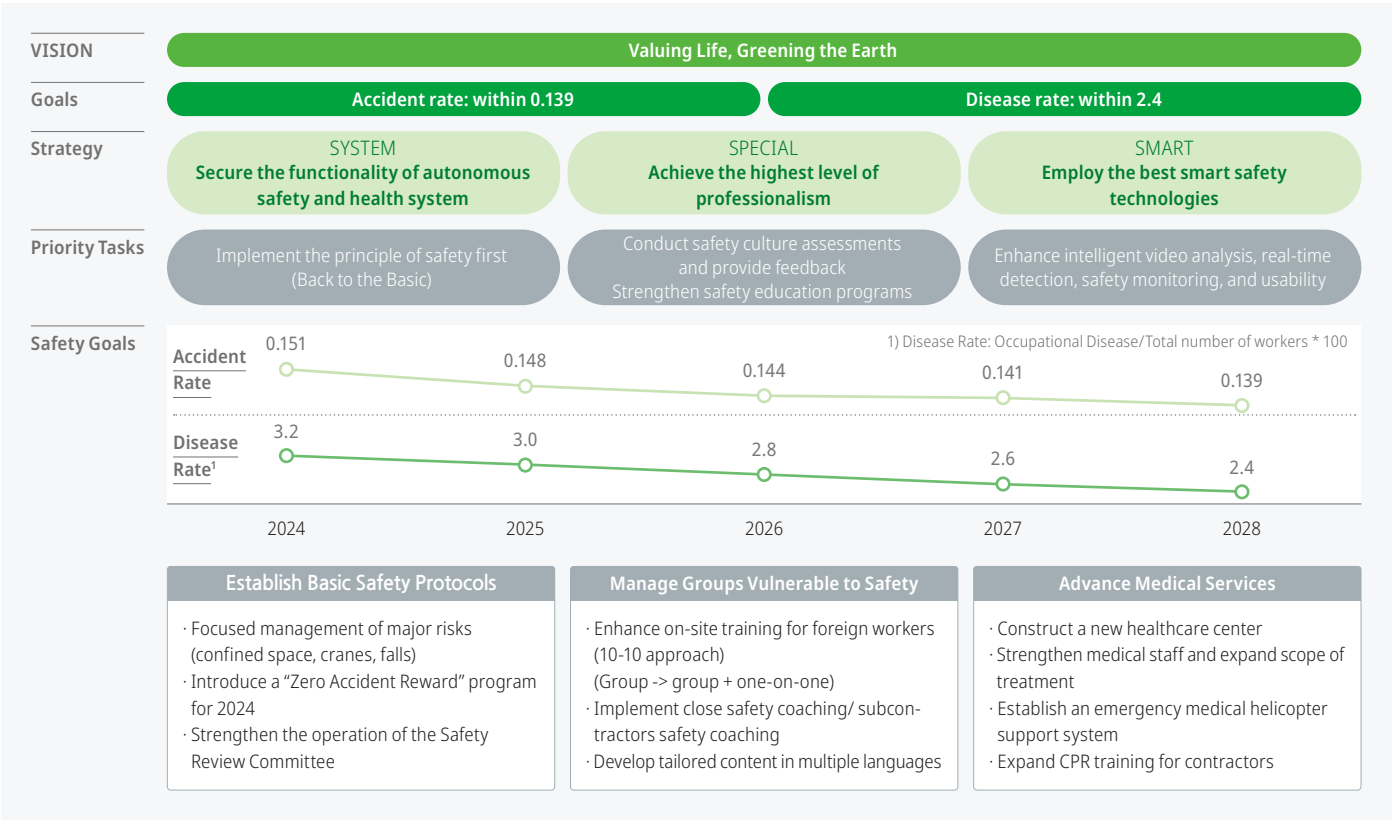 VISION
Valuing Life, Greening the Earth
Goals
Accident rate: within 0.139
Disease rate: within 2.4
Strategy
SYSTEM
Secure the functionality of autonomous
safety and health system
SPECIAL
Achieve the highest level of
professionalism
SMART
Employ the best smart safety
technologies
Priority Tasks
Implement the principle of safety first
(Back to the Basic)
Conduct safety culture assessments
and provide feedback
Strengthen safety education programs
Enhance intelligent video analysis, real-time
detection, safety monitoring, and usability
Safety Goals
1) Disease Rate: Occupational Disease/Total number of workers * 100
Accident
Rate
0.151
0.148
0.144
0.141
0.139
Disease
Rate¹
3.2
3.0
2.8
2.6
2.4
2024
2025
2026
2027
2028
Establish Basic Safety Protocols
· Focused management of major risks
(confined space, cranes, falls)
· Introduce a “Zero Accident Reward” program
for 2024
· Strengthen the operation of the Safety
Review Committee
Manage Groups Vulnerable to Safety
· Enhance on-site training for foreign workers
(10-10 approach)
(Group -> group + one-on-one)
· Implement close safety coaching/ subcon-
tractors safety coaching
· Develop tailored content in multiple languages
Advance Medical Services
· Construct a new healthcare center
· Strengthen medical staff and expand scope of
treatment
· Establish an emergency medical helicopter
support system
· Expand CPR training for contractors